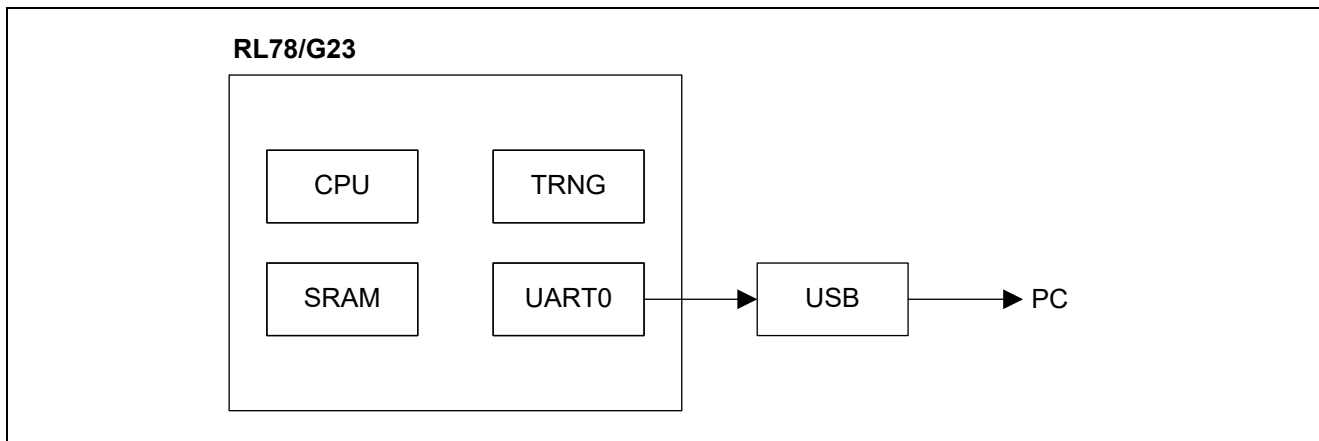 RL78/G23
CPU
TRNG
SRAM
UART0
USB
PC